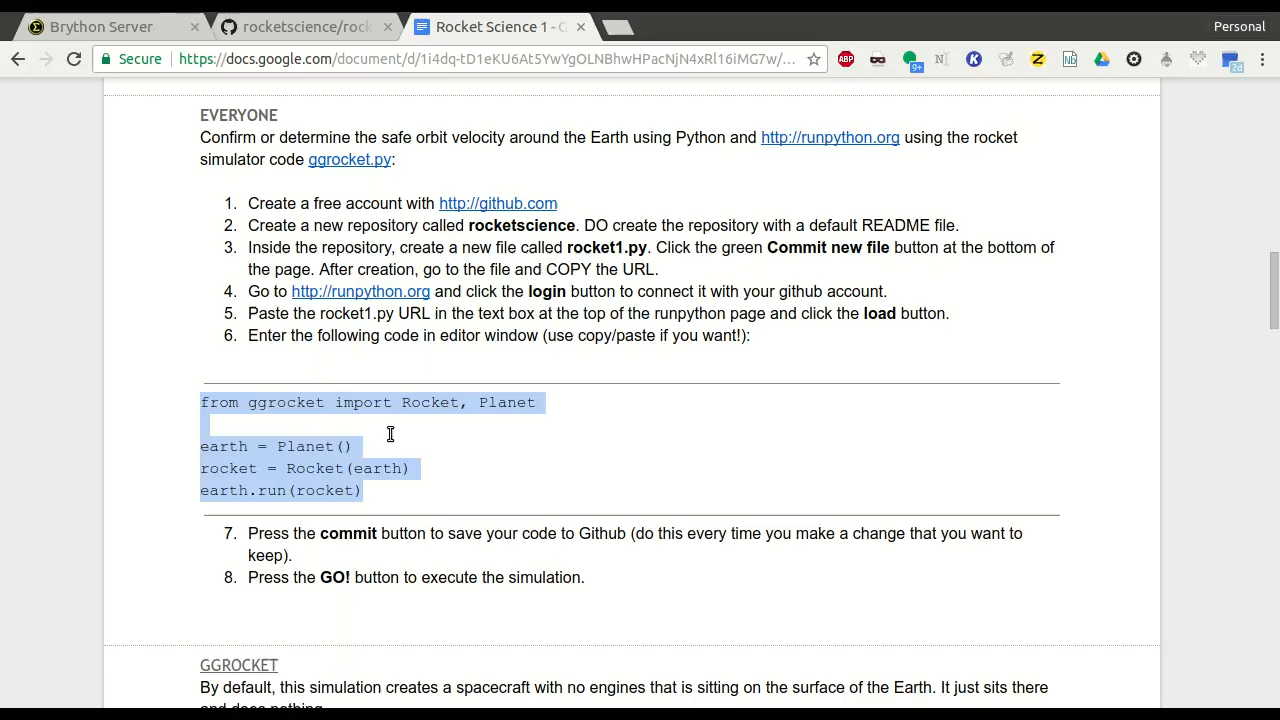 Brython Server
rocketscience/rock
Rocket Science 1 - G
Personal
Secure
https://docs.google.com/document/d/1i4dq-tD1eKU6At5YwYgOLNBhwHPacNjN4xRl16iMG7w/...
ABP
9+
N
K
Z
Nb
2d
EVERYONE
Confirm or determine the safe orbit velocity around the Earth using Python and http://runpython.org using the rocket
simulator code ggrocket.py:
1. Create a free account with http://github.com
2. Create a new repository called rocketscience. DO create the repository with a default README file.
3. Inside the repository, create a new file called rocket1.py. Click the green Commit new file button at the bottom of
the page. After creation, go to the file and COPY the URL.
4. Go to http://runpython.org and click the login button to connect it with your github account.
5. Paste the rocket1.py URL in the text box at the top of the runpython page and click the load button.
6. Enter the following code in editor window (use copy/paste if you want!):
from ggrocket import Rocket, Planet
earth = Planet()
rocket = Rocket(earth)
earth.run(rocket)
7. Press the commit button to save your code to Github (do this every time you make a change that you want to
keep).
8. Press the GO! button to execute the simulation.
GGROCKET
By default, this simulation creates a spacecraft with no engines that is sitting on the surface of the Earth. It just sits there
and does nothing.